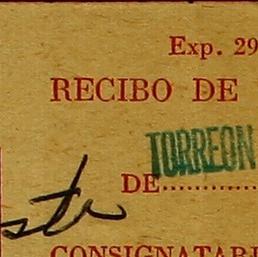 Exp. 29
RECIBO DE
TORREON
DE